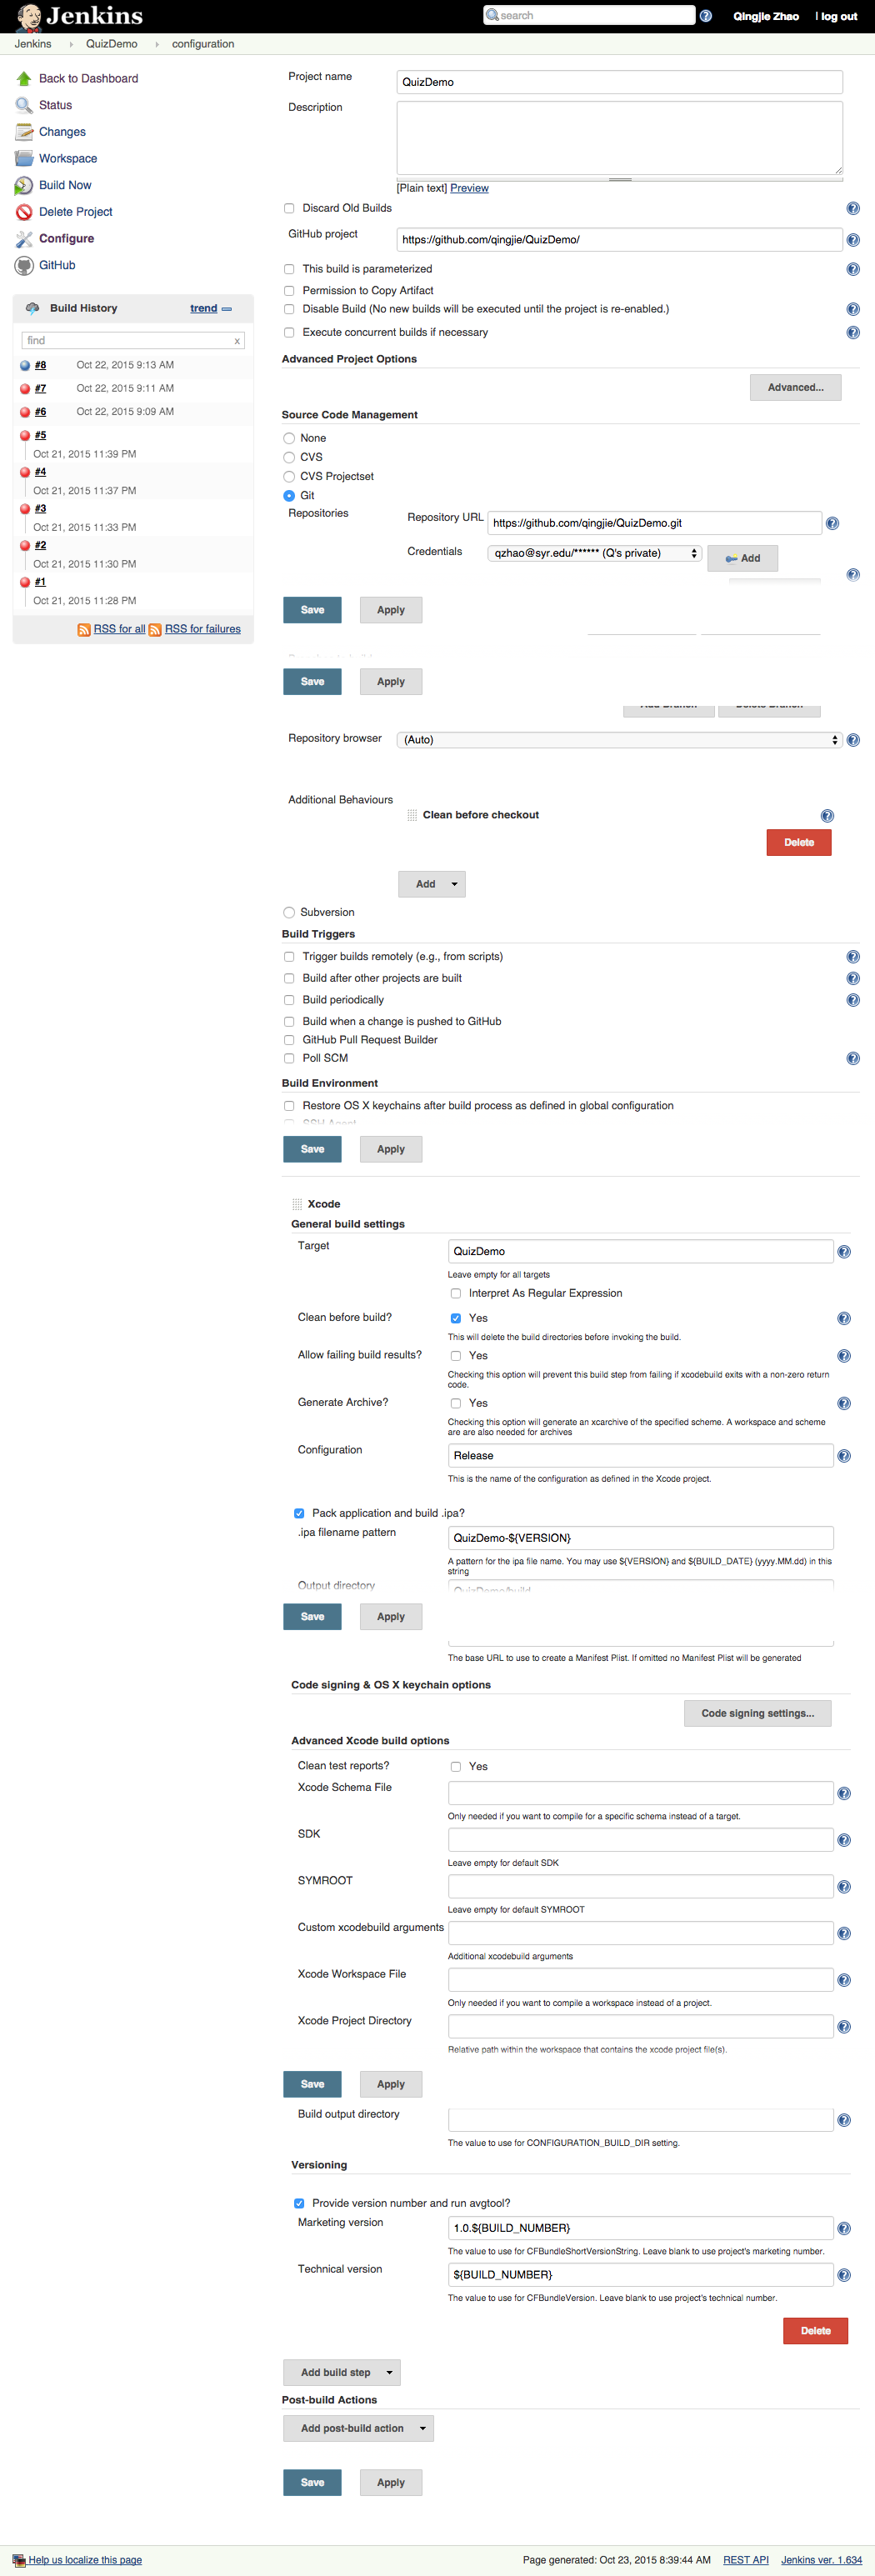 Jenkins
search
Qingjie Zhao | log out
Jenkins QuizDemo configuration
Back to Dashboard
Status
Changes
Workspace
Build Now
Delete Project
Configure
GitHub
Build History trend
find x
#8 Oct 22, 2015 9:13 AM
#7 Oct 22, 2015 9:11 AM
#6 Oct 22, 2015 9:09 AM
#5
Oct 21, 2015 11:39 PM
#4
Oct 21, 2015 11:37 PM
#3
Oct 21, 2015 11:33 PM
#2
Oct 21, 2015 11:30 PM
#1
Oct 21, 2015 11:28 PM
RSS for all RSS for failures
Project name QuizDemo
Description
[Plain text] Preview
Discard Old Builds
GitHub project https://github.com/qingjie/QuizDemo/
This build is parameterized
Permission to Copy Artifact
Disable Build (No new builds will be executed until the project is re-enabled.)
Execute concurrent builds if necessary
Advanced Project Options
Advanced...
Source Code Management
None
CVS
CVS Projectset
Git
Repositories Repository URL https://github.com/qingjie/QuizDemo.git
Credentials qzhao@syr.edu/****** (Q's private) Add
Save Apply
Save Apply
Repository browser (Auto)
Additional Behaviours
Clean before checkout
Delete
Add
Subversion
Build Triggers
Trigger builds remotely (e.g., from scripts)
Build after other projects are built
Build periodically
Build when a change is pushed to GitHub
GitHub Pull Request Builder
Poll SCM
Build Environment
Restore OS X keychains after build process as defined in global configuration
SSH Agent
Save Apply
Xcode
General build settings
Target QuizDemo
Leave empty for all targets
Interpret As Regular Expression
Clean before build? Yes
This will delete the build directories before invoking the build.
Allow failing build results? Yes
Checking this option will prevent this build step from failing if xcodebuild exits with a non-zero return
code.
Generate Archive? Yes
Checking this option will generate an xcarchive of the specified scheme. A workspace and scheme
are are also needed for archives
Configuration Release
This is the name of the configuration as defined in the Xcode project.
Pack application and build .ipa?
.ipa filename pattern QuizDemo-${VERSION}
A pattern for the ipa file name. You may use ${VERSION} and ${BUILD_DATE} (yyyy.MM.dd) in this
string
Output directory QuizDemo/build
Save Apply
The base URL to use to create a Manifest Plist. If omitted no Manifest Plist will be generated
Code signing & OS X keychain options
Code signing settings...
Advanced Xcode build options
Clean test reports? Yes
Xcode Schema File
Only needed if you want to compile for a specific schema instead of a target.
SDK
Leave empty for default SDK
SYMROOT
Leave empty for default SYMROOT
Custom xcodebuild arguments
Additional xcodebuild arguments
Xcode Workspace File
Only needed if you want to compile a workspace instead of a project.
Xcode Project Directory
Relative path within the workspace that contains the xcode project file(s).
Save Apply
Build output directory
The value to use for CONFIGURATION_BUILD_DIR setting.
Versioning
Provide version number and run avgtool?
Marketing version 1.0.${BUILD_NUMBER}
The value to use for CFBundleShortVersionString. Leave blank to use project's marketing number.
Technical version ${BUILD_NUMBER}
The value to use for CFBundleVersion. Leave blank to use project's technical number.
Delete
Add build step
Post-build Actions
Add post-build action
Save Apply
Help us localize this page Page generated: Oct 23, 2015 8:39:44 AM REST API Jenkins ver. 1.634